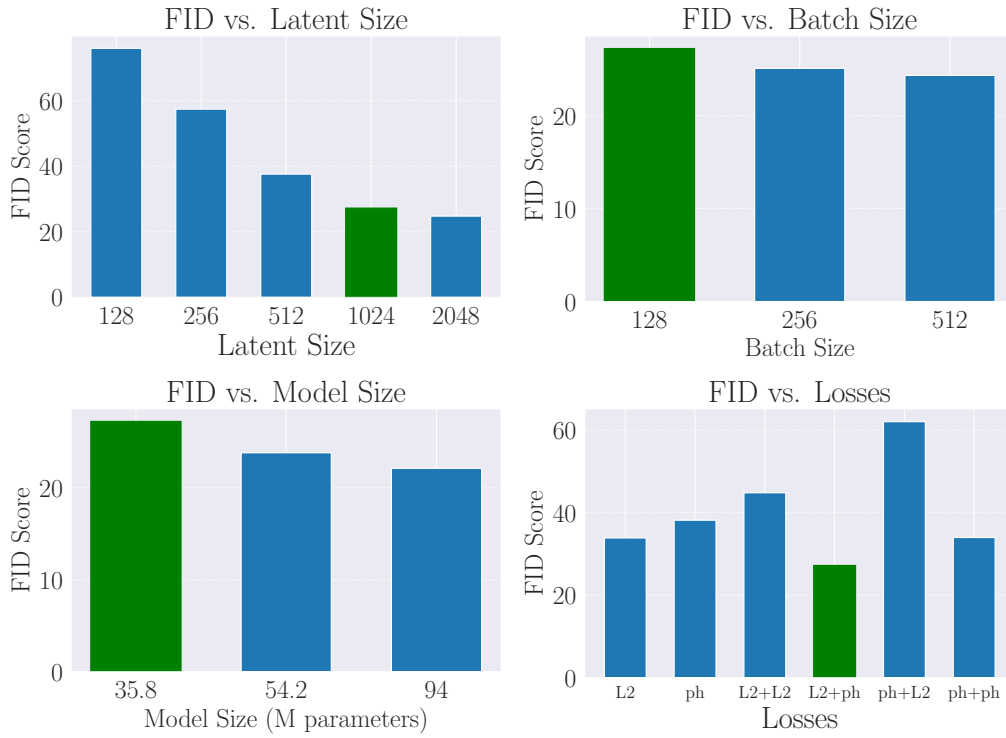 FID vs. Latent Size
FID Score
60
40
20
0
128 256 512 1024 2048
Latent Size
FID vs. Batch Size
FID Score
20
10
0
128 256 512
Batch Size
FID vs. Model Size
FID Score
20
10
0
35.8 54.2 94
Model Size (M parameters)
FID vs. Losses
FID Score
60
40
20
0
L2 ph L2+L2 L2+ph ph+L2 ph+ph
Losses